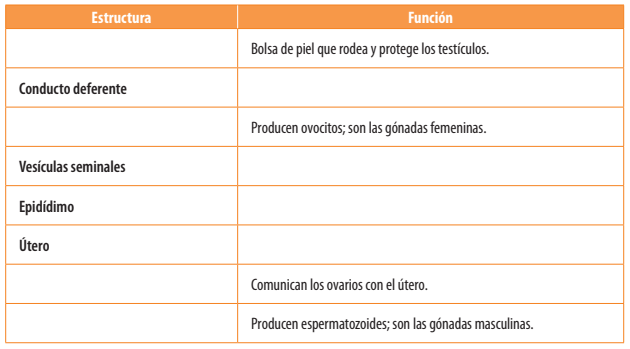 Estructura Función
Bolsa de piel que rodea y protege los testículos.
Conducto deferente
Producen ovocitos; son las gónadas femeninas.
Vesículas seminales
Epidídimo
Útero
Comunican los ovarios con el útero.
Producen espermatozoides; son las gónadas masculinas.